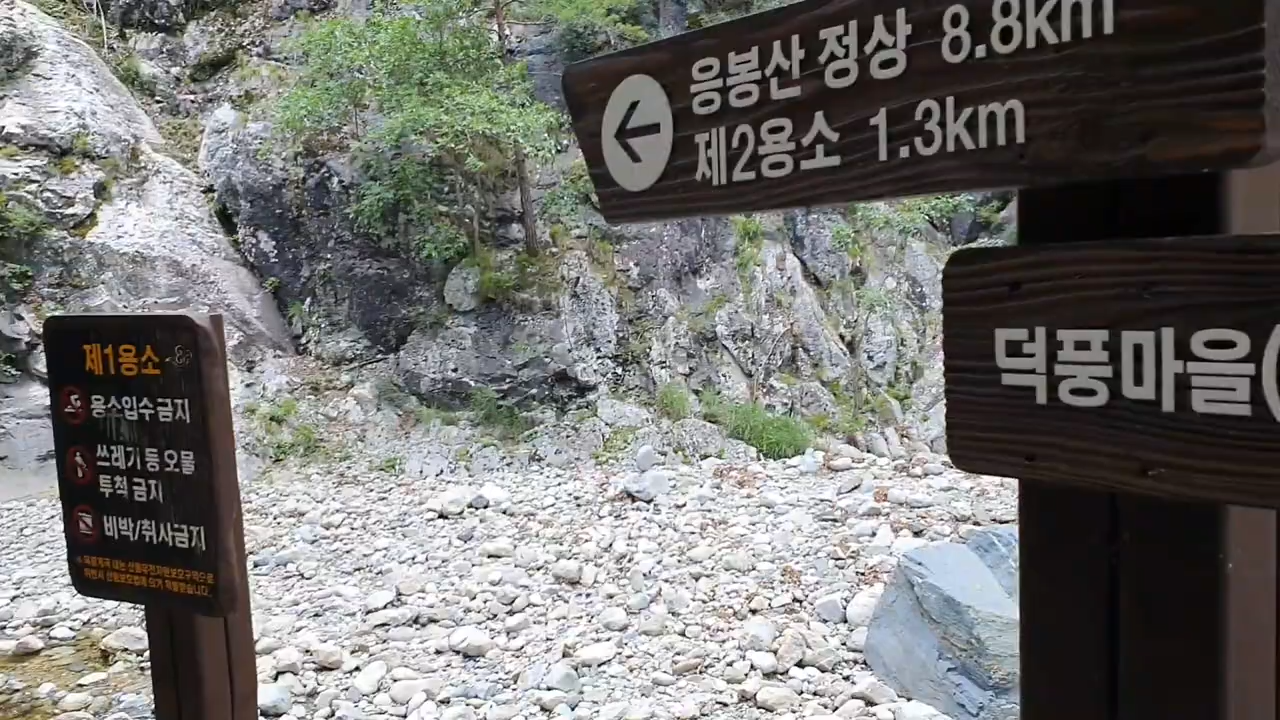 응봉산 정상 8.8km
제2용소 1.3km
덕풍마을(
제1용소
용소입수금지
쓰레기 등 오물
투척 금지
비박/취사금지